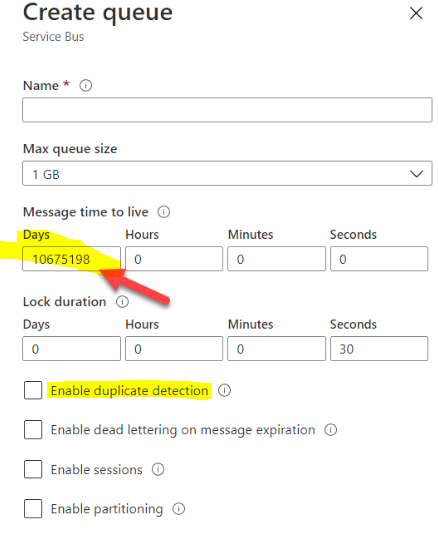 Create queue
Service Bus
Name *
Max queue size
1 GB
Message time to live
Days Hours Minutes Seconds
10675198 0 0 0
Lock duration
Days Hours Minutes Seconds
0 0 0 30
Enable duplicate detection
Enable dead lettering on message expiration
Enable sessions
Enable partitioning